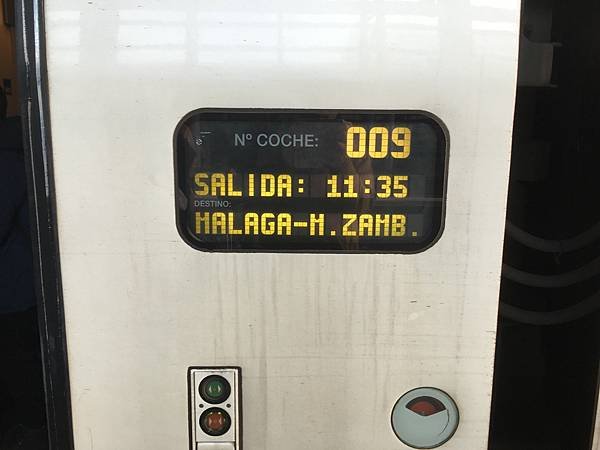 Nº COCHE: 009
SALIDA: 11:35
DESTINO:
MALAGA-M.ZAMB.